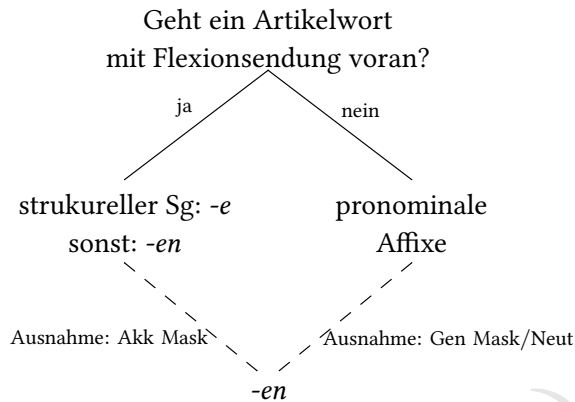 Geht ein Artikelwort
mit Flexionsendung voran?
ja
nein
strukureller Sg: -e
sonst: -en
pronominale
Affixe
Ausnahme: Akk Mask
Ausnahme: Gen Mask/Neut
-en